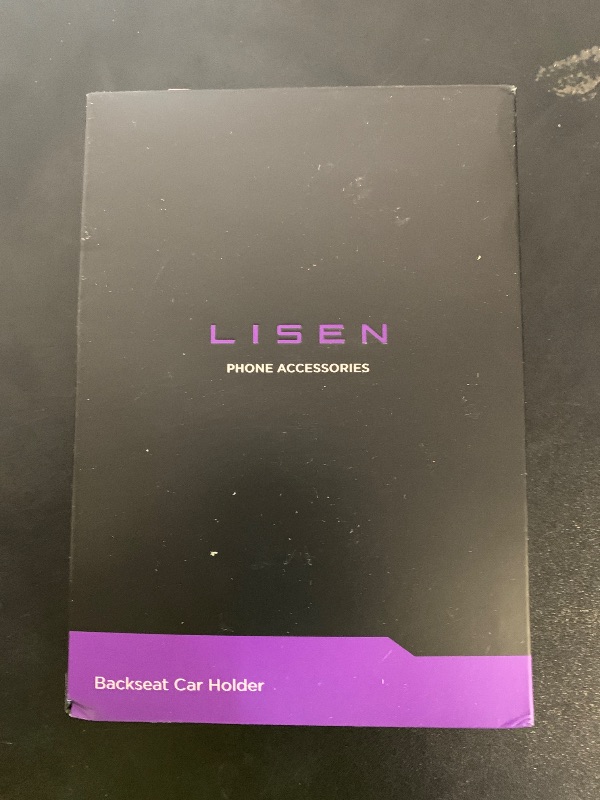 LISEN
PHONE ACCESSORIES
Backseat Car Holder